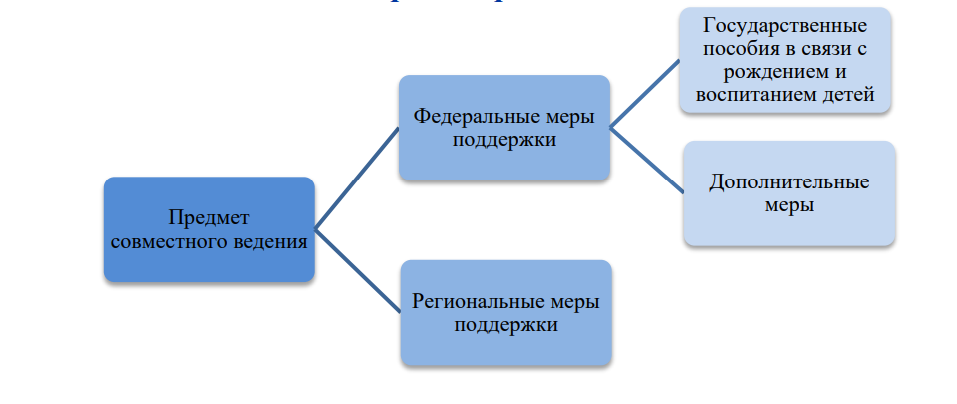 Государственные
пособия в связи с
рождением и
воспитанием детей
Федеральные меры
поддержки
Дополнительные
меры
Предмет
совместного ведения
Региональные меры
поддержки